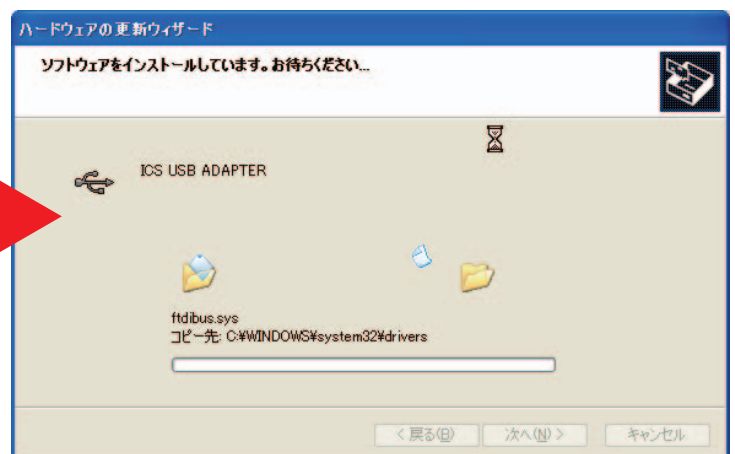 ハードウェアの更新ウィザード
ソフトウェアをインストールしています。お待ちください...
ICS USB ADAPTER
ftdibus.sys
コピー先: C:¥WINDOWS¥system32¥drivers
< 戻る(B)
次へ(N) >
キャンセル